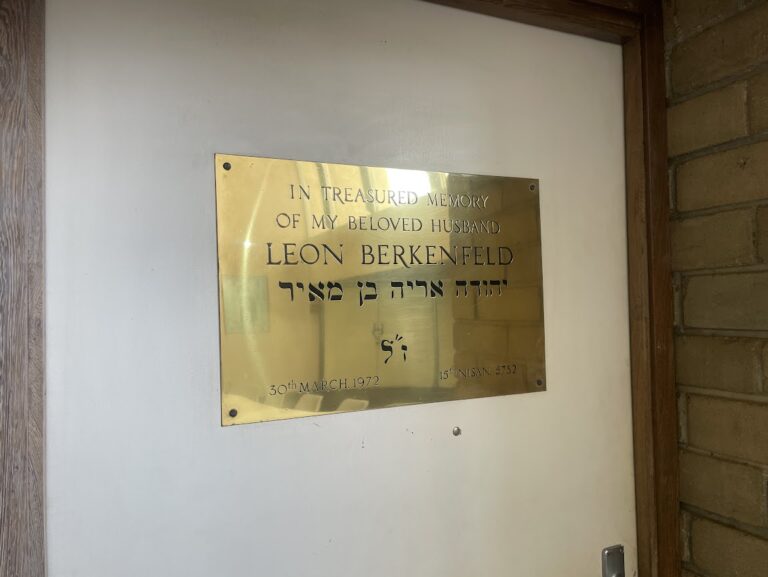 IN TREASURED MEMORY
OF MY BELOVED HUSBAND
LEON BERKENFELD
יהודה אריה בן מאיר
ז"ל
30th MARCH.1972 15th NISAN. 5732